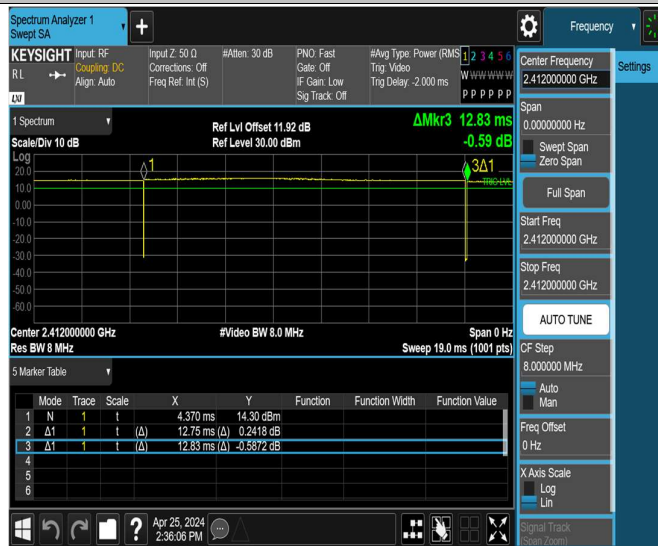 Spectrum Analyzer 1
Swept SA
+
Frequency
KEYSIGHT
RL
LXI
Input: RF
Coupling: DC
Align: Auto
Input Z: 50 Ω
Corrections: Off
Freq Ref: Int (S)
#Atten: 30 dB
PNO: Fast
Gate: Off
IF Gain: Low
Sig Track: Off
#Avg Type: Power (RMS
Trig: Video
Trig Delay: -2.000 ms
1 2 3 4 5 6
W W W W W W
P P P P P P
1 Spectrum
Scale/Div 10 dB
Ref Lvl Offset 11.92 dB
Ref Level 30.00 dBm
ΔMkr3 12.83 ms
-0.59 dB
Log
1
3Δ1
TRIG LVL
20.0
10.0
0.00
-10.0
-20.0
-30.0
-40.0
-50.0
-60.0
Center 2.412000000 GHz
#Video BW 8.0 MHz
Span 0 Hz
Res BW 8 MHz
Sweep 19.0 ms (1001 pts)
5 Marker Table
Mode Trace Scale X Y Function Function Width Function Value
1 N 1 t 4.370 ms 14.30 dBm
2 Δ1 1 t (Δ) 12.75 ms (Δ) 0.2418 dB
3 Δ1 1 t (Δ) 12.83 ms (Δ) -0.5872 dB
4
5
6
?
Apr 25, 2024
2:36:06 PM
Center Frequency
2.412000000 GHz
Settings
Span
0.00000000 Hz
Swept Span
Zero Span
Full Span
Start Freq
2.412000000 GHz
Stop Freq
2.412000000 GHz
AUTO TUNE
CF Step
8.000000 MHz
Auto
Man
Freq Offset
0 Hz
X Axis Scale
Log
Lin
Signal Track
(Span Zoom)